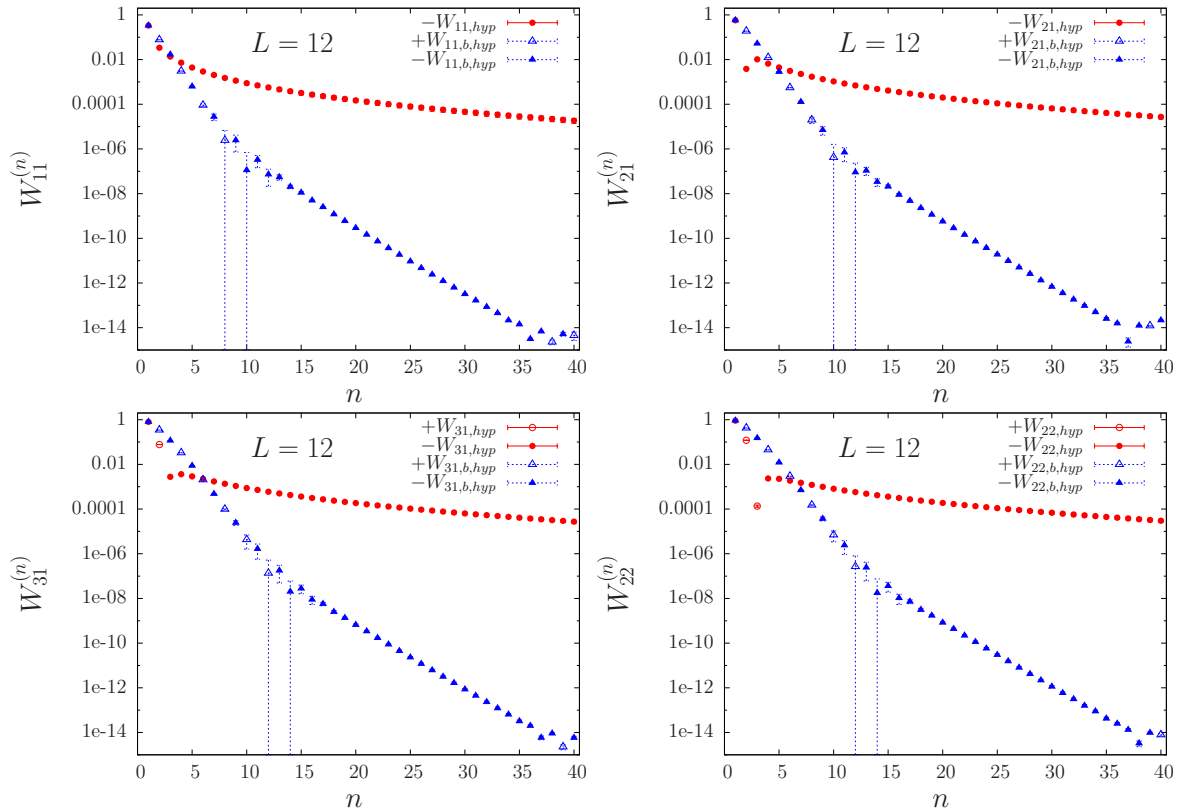 1
0.01
0.0001
1e-06
1e-08
1e-10
1e-12
1e-14
0 5 10 15 20 25 30 35 40
n
W_{11}^{(n)}
L = 12
−W_{11,hyp}
+W_{11,b,hyp}
−W_{11,b,hyp}
1
0.01
0.0001
1e-06
1e-08
1e-10
1e-12
1e-14
0 5 10 15 20 25 30 35 40
n
W_{21}^{(n)}
L = 12
−W_{21,hyp}
+W_{21,b,hyp}
−W_{21,b,hyp}
1
0.01
0.0001
1e-06
1e-08
1e-10
1e-12
1e-14
0 5 10 15 20 25 30 35 40
n
W_{31}^{(n)}
L = 12
+W_{31,hyp}
−W_{31,hyp}
+W_{31,b,hyp}
−W_{31,b,hyp}
1
0.01
0.0001
1e-06
1e-08
1e-10
1e-12
1e-14
0 5 10 15 20 25 30 35 40
n
W_{22}^{(n)}
L = 12
+W_{22,hyp}
−W_{22,hyp}
+W_{22,b,hyp}
−W_{22,b,hyp}